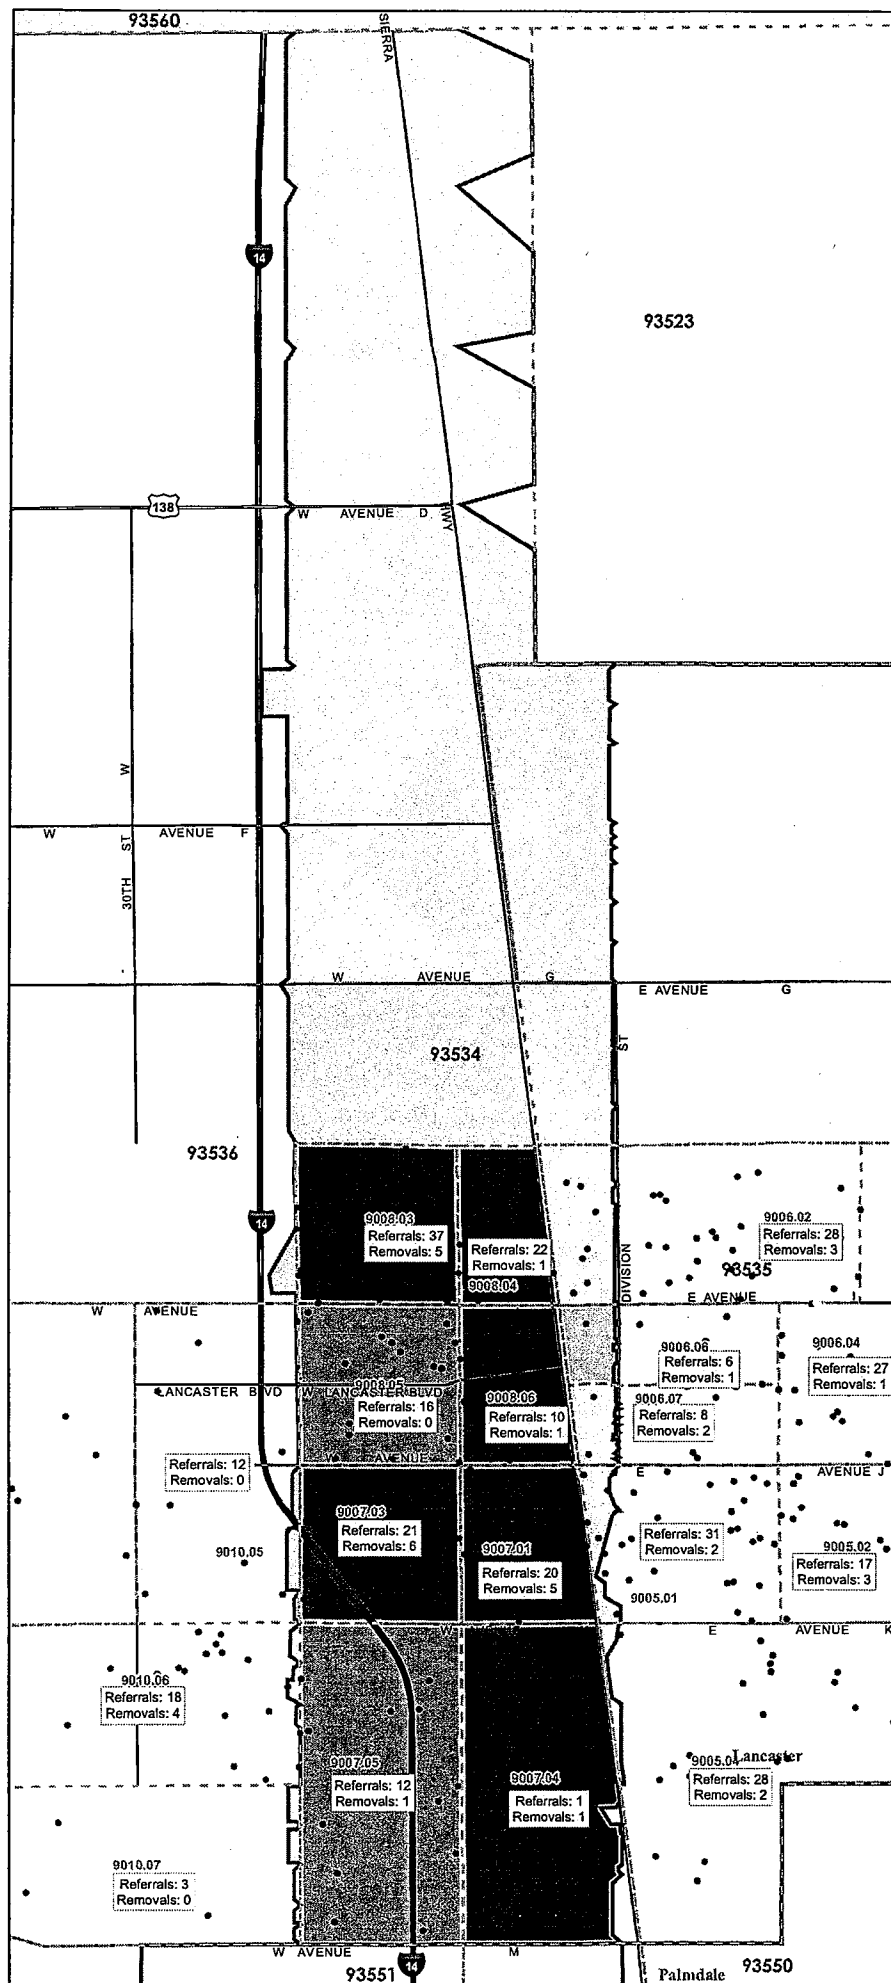 93560
SIERRA
14
93523
138
W AVENUE D
HWY
W
ST
30TH
W AVENUE F
W AVENUE G
E AVENUE G
93534
ST
93536
14
9008.03
Referrals: 37
Removals: 5
Referrals: 22
Removals: 1
9008.04
9006.02
Referrals: 28
Removals: 3
93535
DIVISION
E AVENUE
W AVENUE
9006.06
Referrals: 6
Removals: 1
9006.04
Referrals: 27
Removals: 1
LANCASTER BLVD
W LANCASTER BLVD
9008.05
Referrals: 16
Removals: 0
9008.06
Referrals: 10
Removals: 1
9006.07
Referrals: 8
Removals: 2
W AVENUE
E AVENUE J
Referrals: 12
Removals: 0
9010.05
9007.03
Referrals: 21
Removals: 6
9007.01
Referrals: 20
Removals: 5
Referrals: 31
Removals: 2
9005.01
9005.02
Referrals: 17
Removals: 3
W
E AVENUE K
9010.06
Referrals: 18
Removals: 4
9007.05
Referrals: 12
Removals: 1
9007.04
Referrals: 1
Removals: 1
9005.04
Lancaster
Referrals: 28
Removals: 2
9010.07
Referrals: 3
Removals: 0
W AVENUE M
14
93551
Palmdale
93550